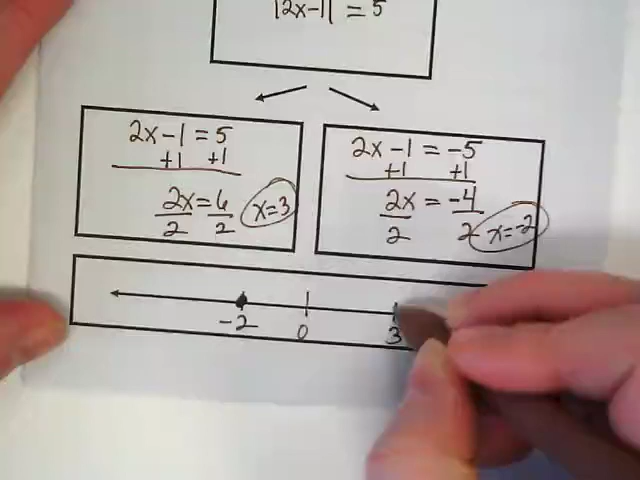 |2x-1| = 5
2x-1 = 5
+1 +1
2x = 6
2 2
x=3
2x-1 = -5
+1 +1
2x = -4
2 2
x=-2
-2 0 3